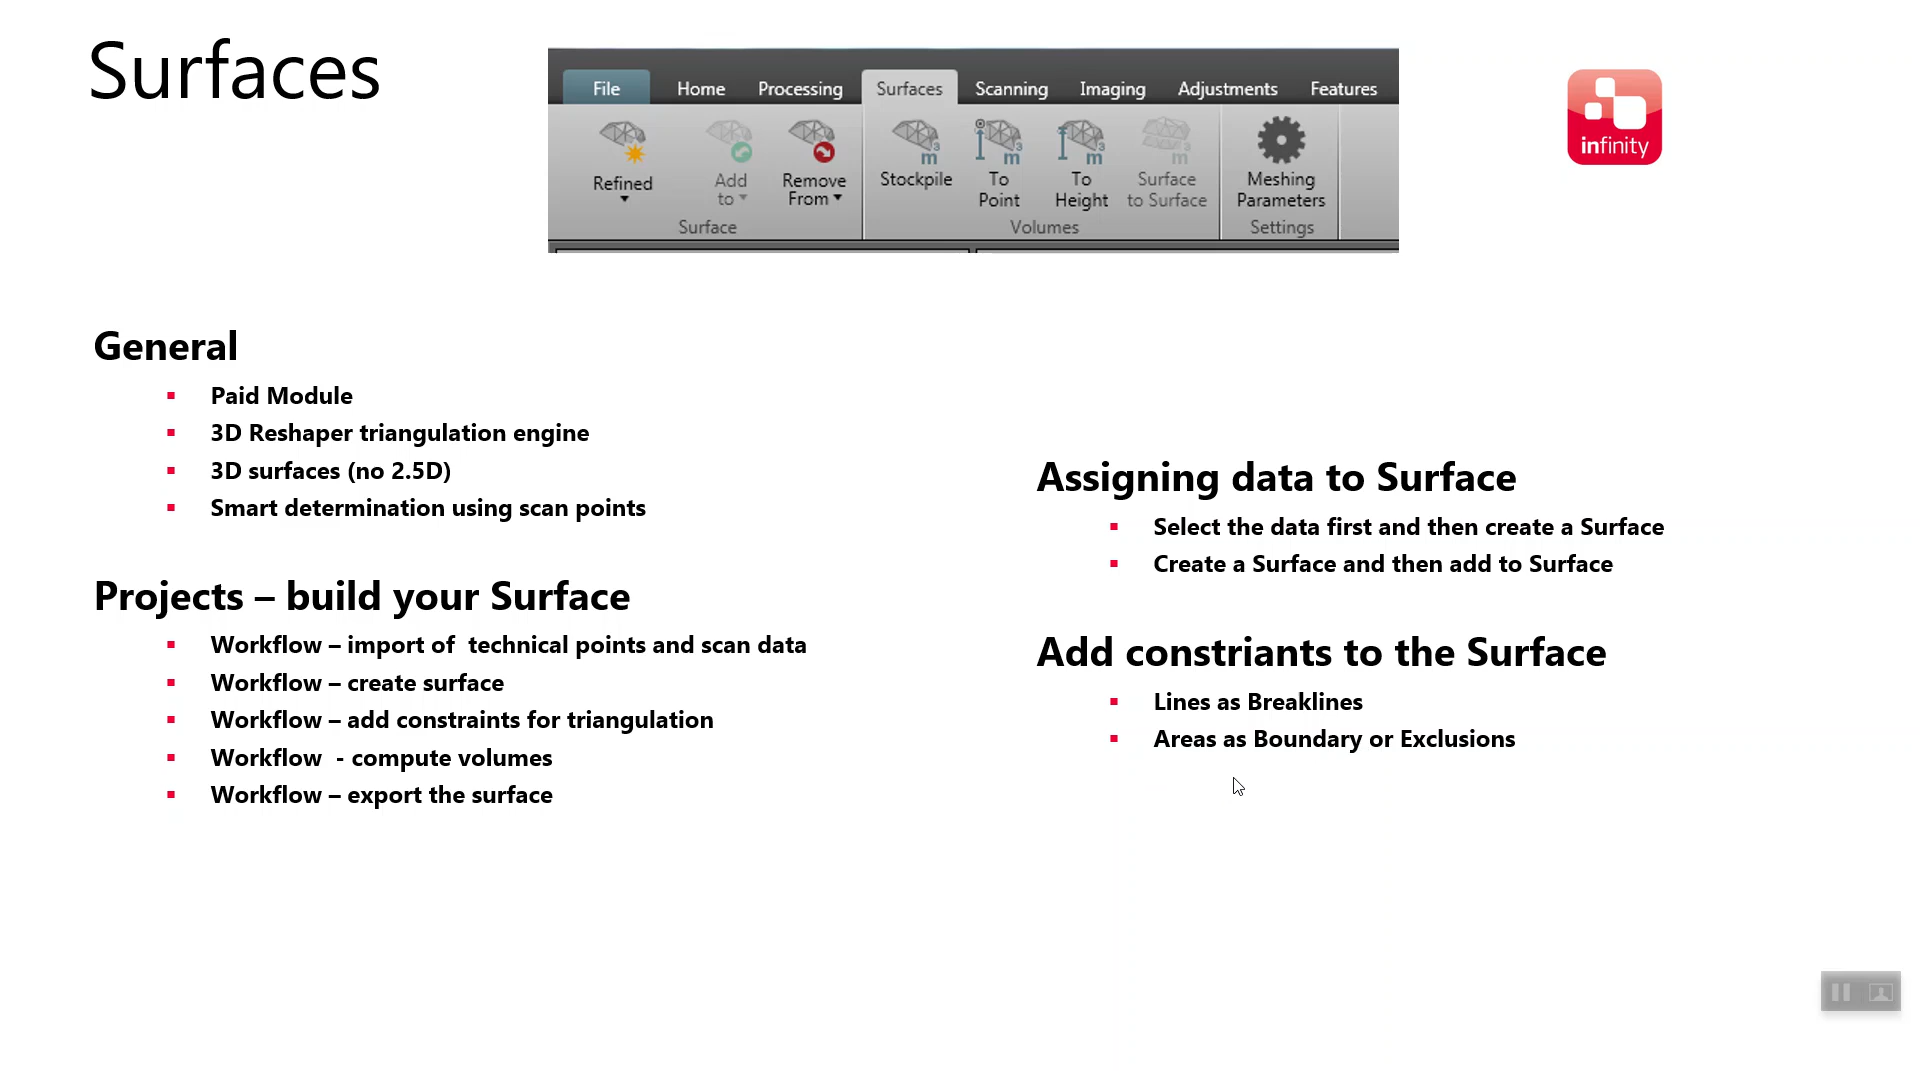 Surfaces
File Home Processing Surfaces Scanning Imaging Adjustments Features
Refined
Add to
Remove From
Stockpile
To Point
To Height
Surface to Surface
Meshing Parameters
Surface Volumes Settings
infinity
General
Paid Module
3D Reshaper triangulation engine
3D surfaces (no 2.5D)
Smart determination using scan points
Projects – build your Surface
Workflow – import of  technical points and scan data
Workflow – create surface
Workflow – add constraints for triangulation
Workflow  - compute volumes
Workflow – export the surface
Assigning data to Surface
Select the data first and then create a Surface
Create a Surface and then add to Surface
Add constriants to the Surface
Lines as Breaklines
Areas as Boundary or Exclusions